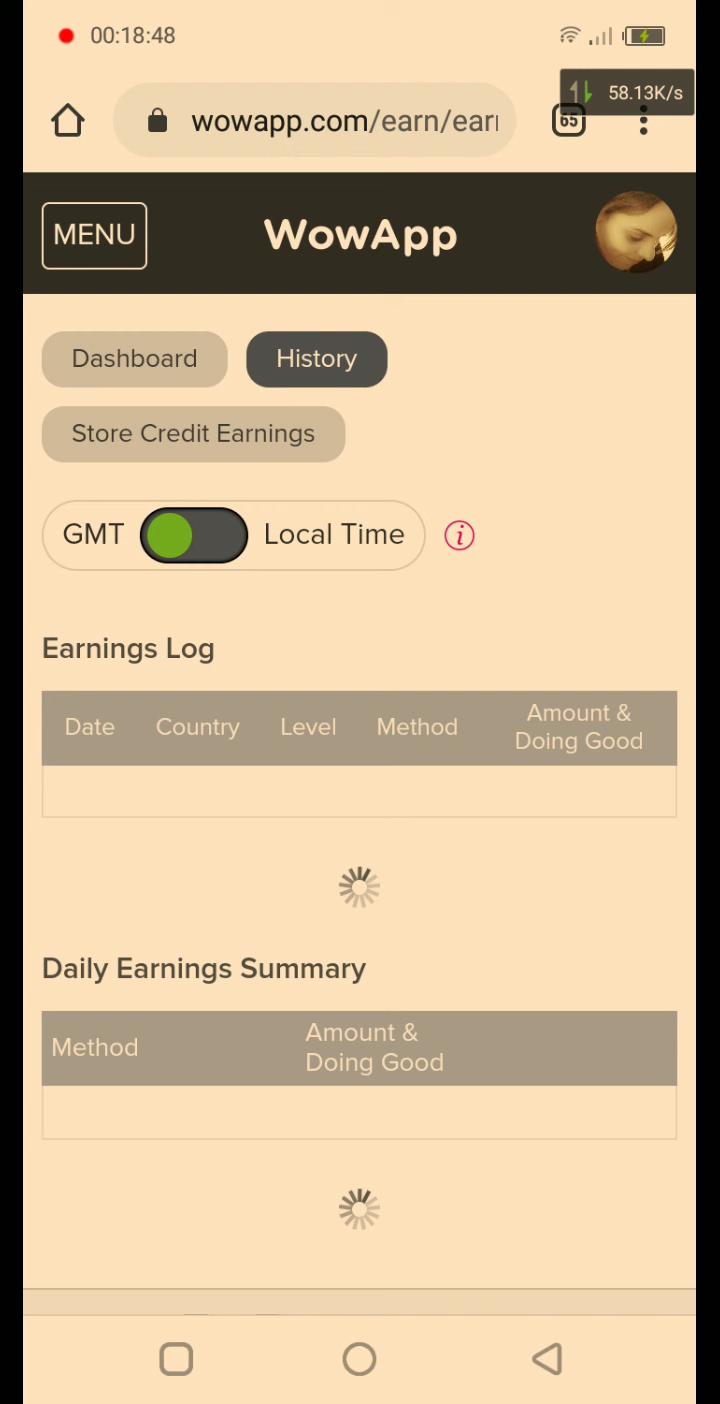 00:18:48
58.13K/s
wowapp.com/earn/earn
65
MENU
WowApp
Dashboard
History
Store Credit Earnings
GMT
Local Time
i
Earnings Log
Date Country Level Method Amount &
Doing Good
Daily Earnings Summary
Method Amount &
Doing Good